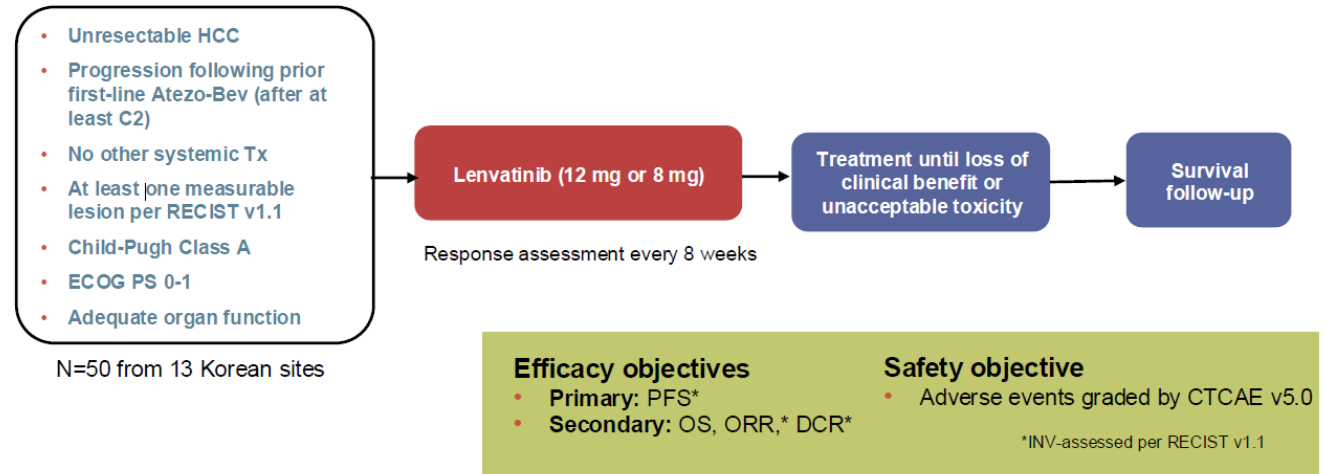 • Unresectable HCC
• Progression following prior
first-line Atezo-Bev (after at
least C2)
• No other systemic Tx
• At least one measurable
lesion per RECIST v1.1
• Child-Pugh Class A
• ECOG PS 0-1
• Adequate organ function
N=50 from 13 Korean sites
Lenvatinib (12 mg or 8 mg)
Response assessment every 8 weeks
Treatment until loss of
clinical benefit or
unacceptable toxicity
Survival
follow-up
Efficacy objectives
• Primary: PFS*
• Secondary: OS, ORR,* DCR*
Safety objective
• Adverse events graded by CTCAE v5.0
*INV-assessed per RECIST v1.1